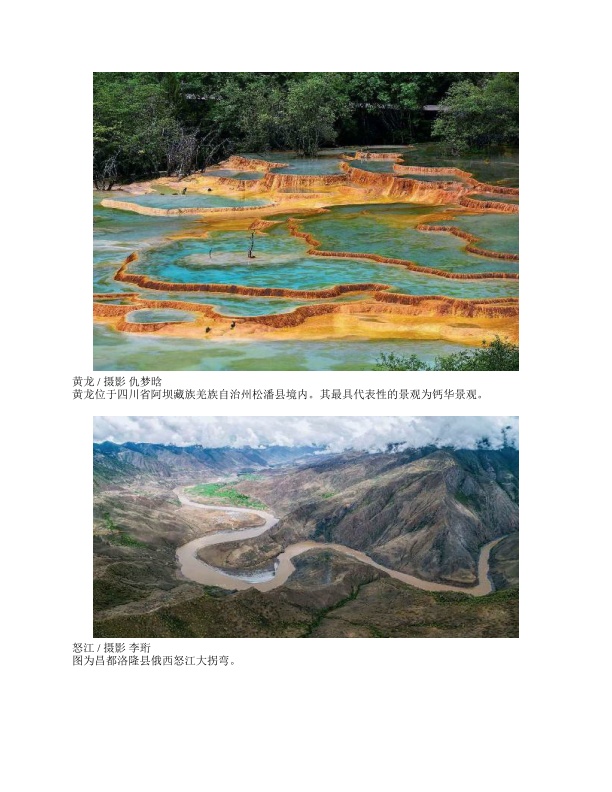 黄龙 / 摄影 仇梦晗
黄龙位于四川省阿坝藏族羌族自治州松潘县境内。其最具代表性的景观为钙华景观。
怒江 / 摄影 李珩
图为昌都洛隆县俄西怒江大拐弯。